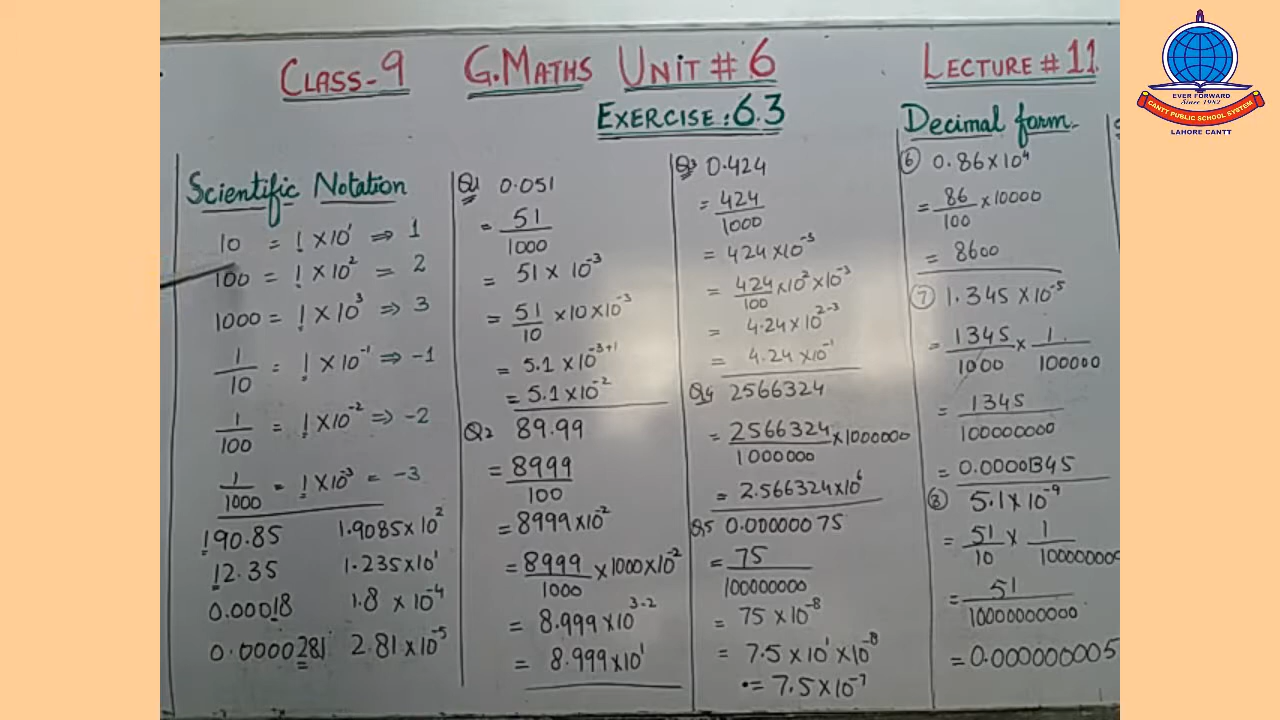 CLASS-9 G.MATHS UNIT # 6 LECTURE # 11
EXERCISE : 6.3
EVER FORWARD
Since 1982
CANTT PUBLIC SCHOOL SYSTEM
LAHORE CANTT
Scientific Notation
10 = 1 × 10¹ ⇒ 1
100 = 1 × 10² = 2
1000 = 1 × 10³ ⇒ 3
1/10 = 1 × 10⁻¹ ⇒ -1
1/100 = 1 × 10⁻² ⇒ -2
1/1000 = 1 × 10⁻³ = -3
190.85 1.9085 × 10²
12.35 1.235 × 10¹
0.00018 1.8 × 10⁻⁴
0.0000281 2.81 × 10⁻⁵
Q1 0.051
= 51/1000
= 51 × 10⁻³
= 51/10 × 10 × 10⁻³
= 5.1 × 10⁻³⁺¹
= 5.1 × 10⁻²
Q2 89.99
= 8999/100
= 8999 × 10⁻²
= 8999/1000 × 1000 × 10⁻²
= 8.999 × 10³⁻²
= 8.999 × 10¹
Q3 0.424
= 424/1000
= 424 × 10⁻³
= 424/100 × 10² × 10⁻³
= 4.24 × 10²⁻³
= 4.24 × 10⁻¹
Q4 2566324
= 2566324/1000000 × 1000000
= 2.566324 × 10⁶
Q5 0.00000075
= 75/100000000
= 75 × 10⁻⁸
= 7.5 × 10¹ × 10⁻⁸
= 7.5 × 10⁻⁷
Decimal form
6 0.86 × 10⁴
= 86/100 × 10000
= 8600
7 1.345 × 10⁻⁵
= 1345/1000 × 1/100000
= 1345/100000000
= 0.00001345
8 5.1 × 10⁻⁹
= 51/10 × 1/1000000000
= 51/10000000000
= 0.000000005